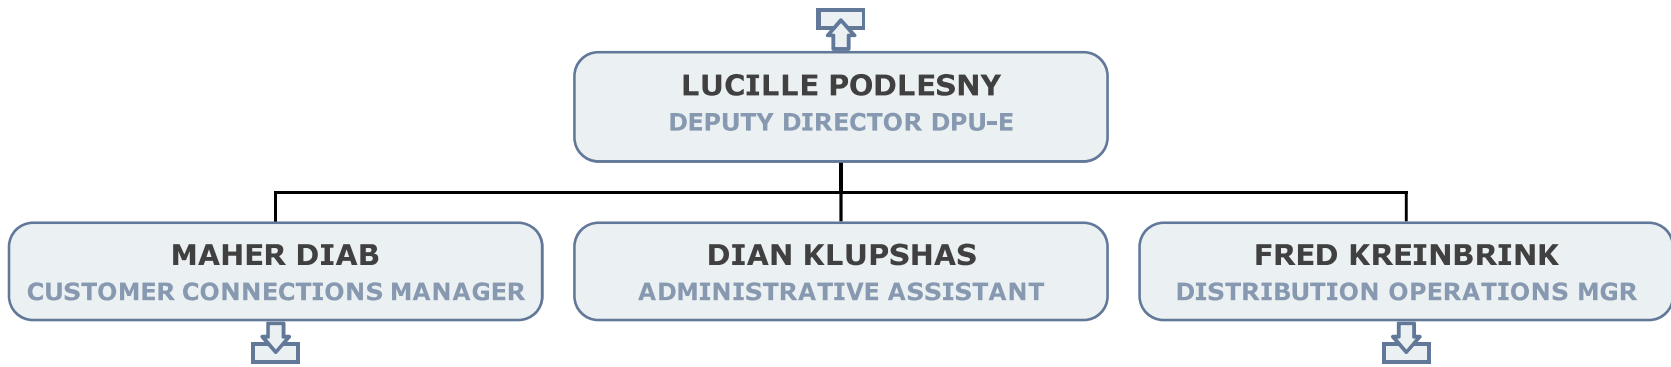 LUCILLE PODLESNY
DEPUTY DIRECTOR DPU-E
MAHER DIAB
CUSTOMER CONNECTIONS MANAGER
DIAN KLUPSHAS
ADMINISTRATIVE ASSISTANT
FRED KREINBRINK
DISTRIBUTION OPERATIONS MGR